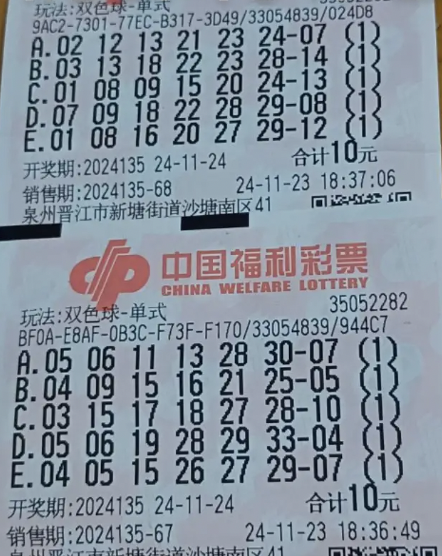 玩法:双色球-单式
9AC2-7301-77EC-B317-3D49/33054839/024D8
A.02 12 13 21 23 24-07 (1)
B.03 13 18 22 23 28-14 (1)
C.01 08 09 15 20 24-13 (1)
D.07 09 18 22 28 29-08 (1)
E.01 08 16 20 27 29-12 (1)
开奖期:2024135 24-11-24 合计10元
销售期:2024135-68 24-11-23 18:37:06
泉州晋江市新塘街道沙塘南区41
中国福利彩票
CHINA WELFARE LOTTERY
玩法:双色球-单式 35052282
BF0A-E8AF-0B3C-F73F-F170/33054839/944C7
A.05 06 11 13 28 30-07 (1)
B.04 09 15 16 21 25-05 (1)
C.03 15 17 18 27 28-10 (1)
D.05 06 19 28 29 33-04 (1)
E.04 05 15 26 27 29-07 (1)
开奖期:2024135 24-11-24 合计10元
销售期:2024135-67 24-11-23 18:36:49